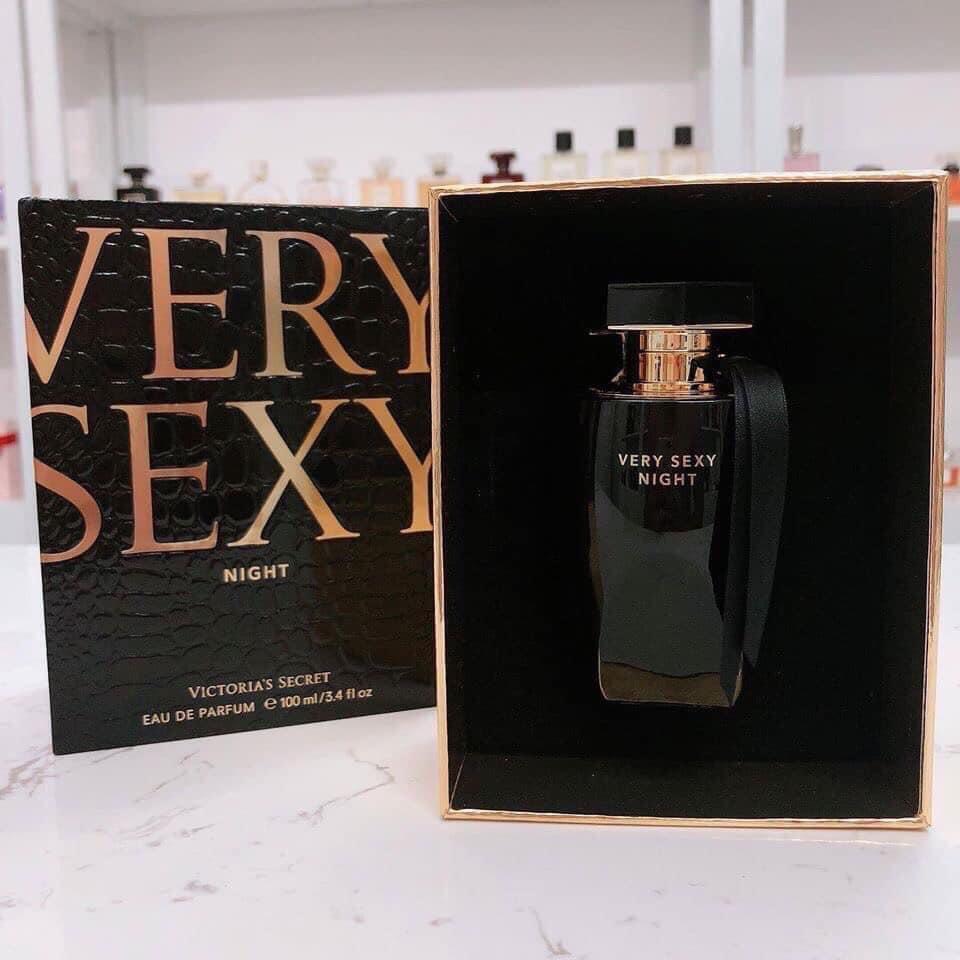 VERY
SEXY
NIGHT
VICTORIA'S SECRET
EAU DE PARFUM ℮ 100 ml/3.4 fl oz
VERY SEXY
NIGHT